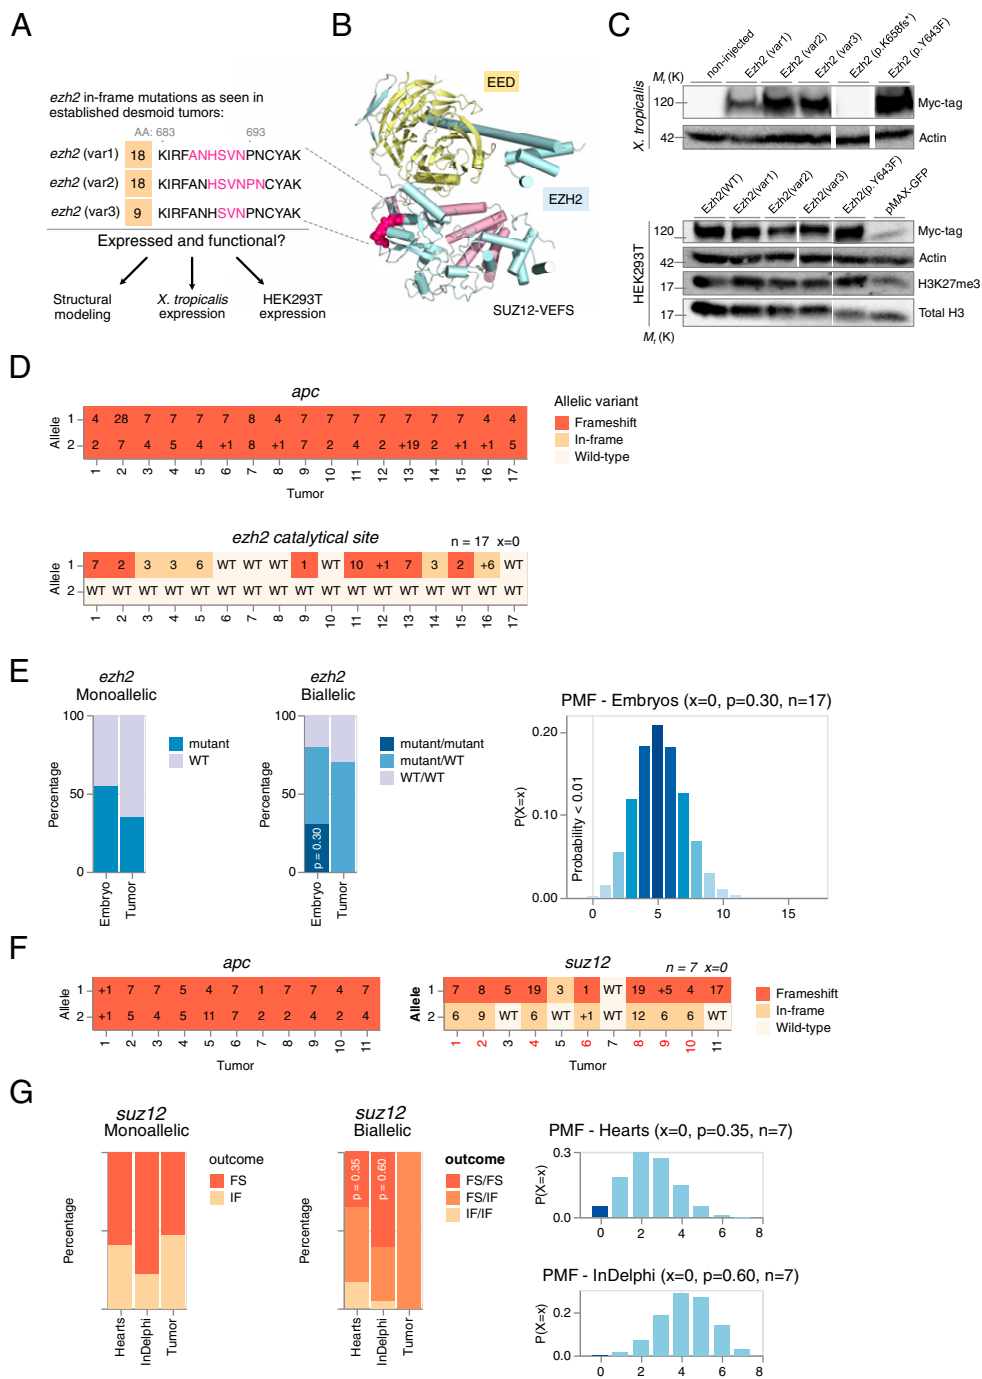 A
ezh2 in-frame mutations as seen in
established desmoid tumors:
AA: 683 693
ezh2 (var1) 18 KIRFANHSVNPNCYAK
ezh2 (var2) 18 KIRFANHSVNPNCYAK
ezh2 (var3) 9 KIRFANHSVNPNCYAK
Expressed and functional?
Structural
modeling
X. tropicalis
expression
HEK293T
expression
B
EED
EZH2
SUZ12-VEFS
C
non-injected
Ezh2 (var1)
Ezh2 (var2)
Ezh2 (var3)
Ezh2 (p.K658fs*)
Ezh2 (p.Y643F)
Mr (K)
X. tropicalis
120 Myc-tag
42 Actin
Ezh2(WT)
Ezh2(var1)
Ezh2(var2)
Ezh2(var3)
Ezh2(p.Y643F)
pMAX-GFP
HEK293T
120 Myc-tag
42 Actin
17 H3K27me3
17 Total H3
Mr (K)
D
apc
Allele
1 4 28 7 7 7 7 8 4 7 7 7 7 7 7 7 4 4
2 2 7 4 5 4 +1 8 +1 7 2 4 2 +19 2 +1 +1 5
1 2 3 4 5 6 7 8 9 10 11 12 13 14 15 16 17
Tumor
Allelic variant
Frameshift
In-frame
Wild-type
ezh2 catalytical site
n = 17 x=0
Allele
1 7 2 3 3 6 WT WT WT 1 WT 10 +1 7 3 2 +6 WT
2 WT WT WT WT WT WT WT WT WT WT WT WT WT WT WT WT WT
1 2 3 4 5 6 7 8 9 10 11 12 13 14 15 16 17
E
ezh2
Monoallelic
Percentage
100
50
0
Embryo
Tumor
mutant
WT
ezh2
Biallelic
Percentage
100
50
0
p = 0.30
Embryo
Tumor
mutant/mutant
mutant/WT
WT/WT
PMF - Embryos (x=0, p=0.30, n=17)
P(X=x)
0.20
0.10
0.00
Probability < 0.01
0 5 10 15
F
apc
Allele
1 +1 7 7 5 4 7 1 7 7 4 7
2 +1 5 4 5 11 7 2 2 4 2 4
1 2 3 4 5 6 7 8 9 10 11
Tumor
suz12
n = 7 x=0
Allele
1 7 8 5 19 3 1 WT 19 +5 4 17
2 6 9 WT 6 WT +1 WT 12 6 6 WT
1 2 3 4 5 6 7 8 9 10 11
Tumor
Frameshift
In-frame
Wild-type
G
suz12
Monoallelic
Percentage
Hearts
InDelphi
Tumor
outcome
FS
IF
suz12
Biallelic
Percentage
p = 0.35
p = 0.60
Hearts
InDelphi
Tumor
outcome
FS/FS
FS/IF
IF/IF
PMF - Hearts (x=0, p=0.35, n=7)
P(X=x)
0.3
0.0
0 2 4 6 8
PMF - InDelphi (x=0, p=0.60, n=7)
P(X=x)
0.2
0.0
0 2 4 6 8